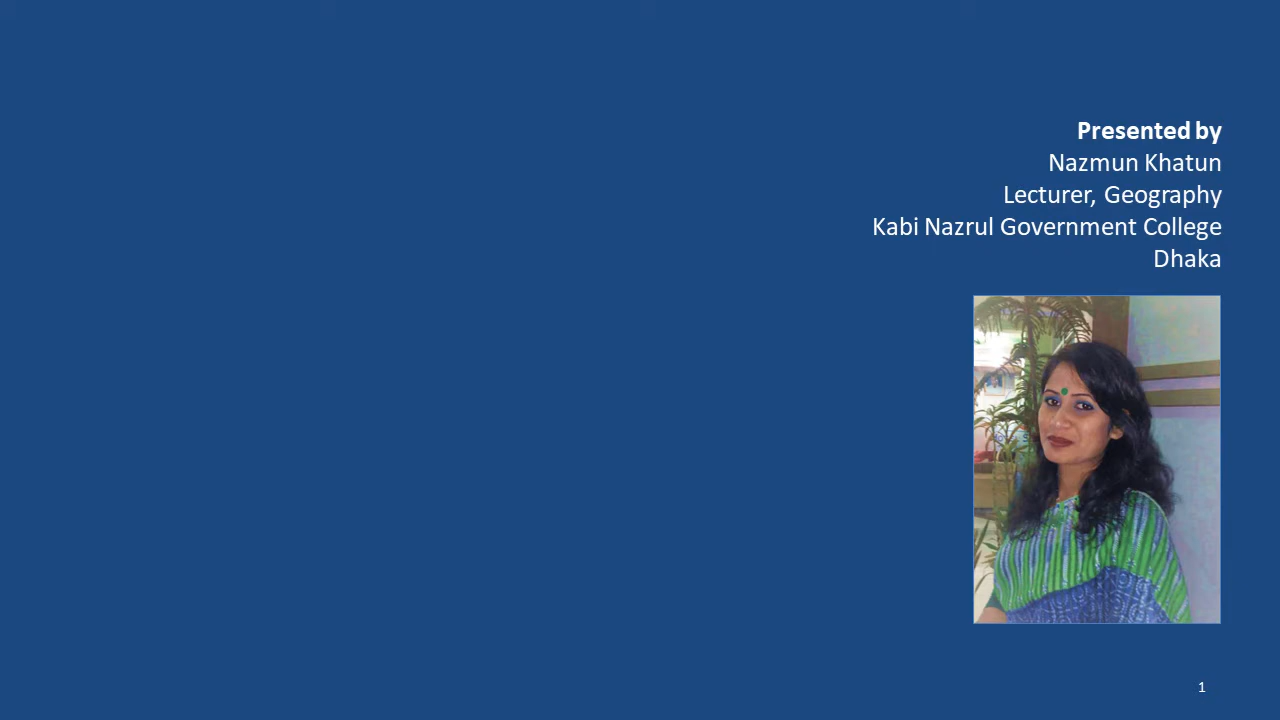 Presented by
Nazmun Khatun
Lecturer, Geography
Kabi Nazrul Government College
Dhaka
1